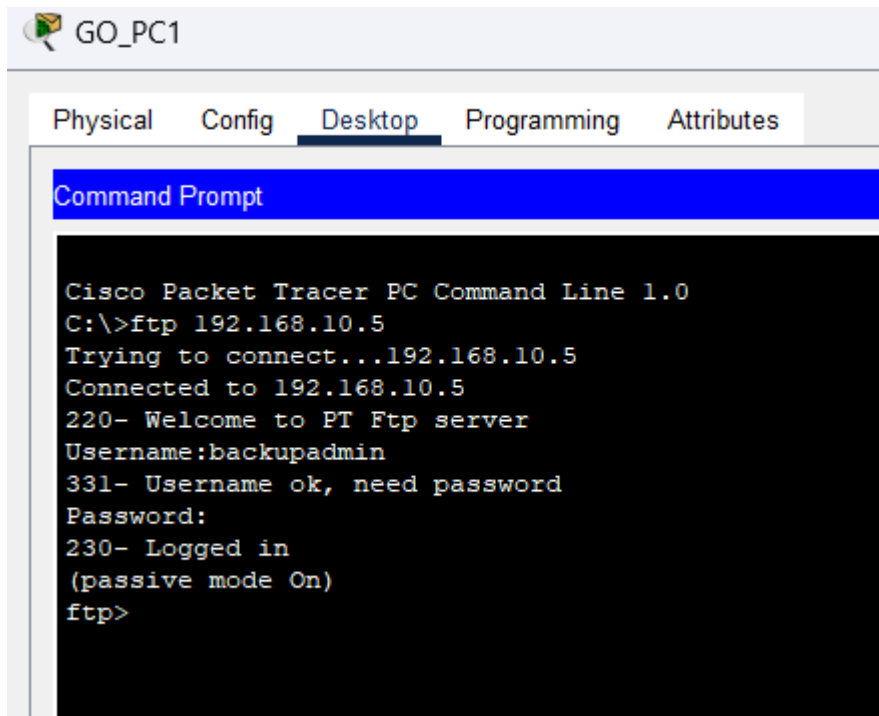 GO_PC1
Physical Config Desktop Programming Attributes
Command Prompt
Cisco Packet Tracer PC Command Line 1.0
C:\>ftp 192.168.10.5
Trying to connect...192.168.10.5
Connected to 192.168.10.5
220- Welcome to PT Ftp server
Username:backupadmin
331- Username ok, need password
Password:
230- Logged in
(passive mode On)
ftp>